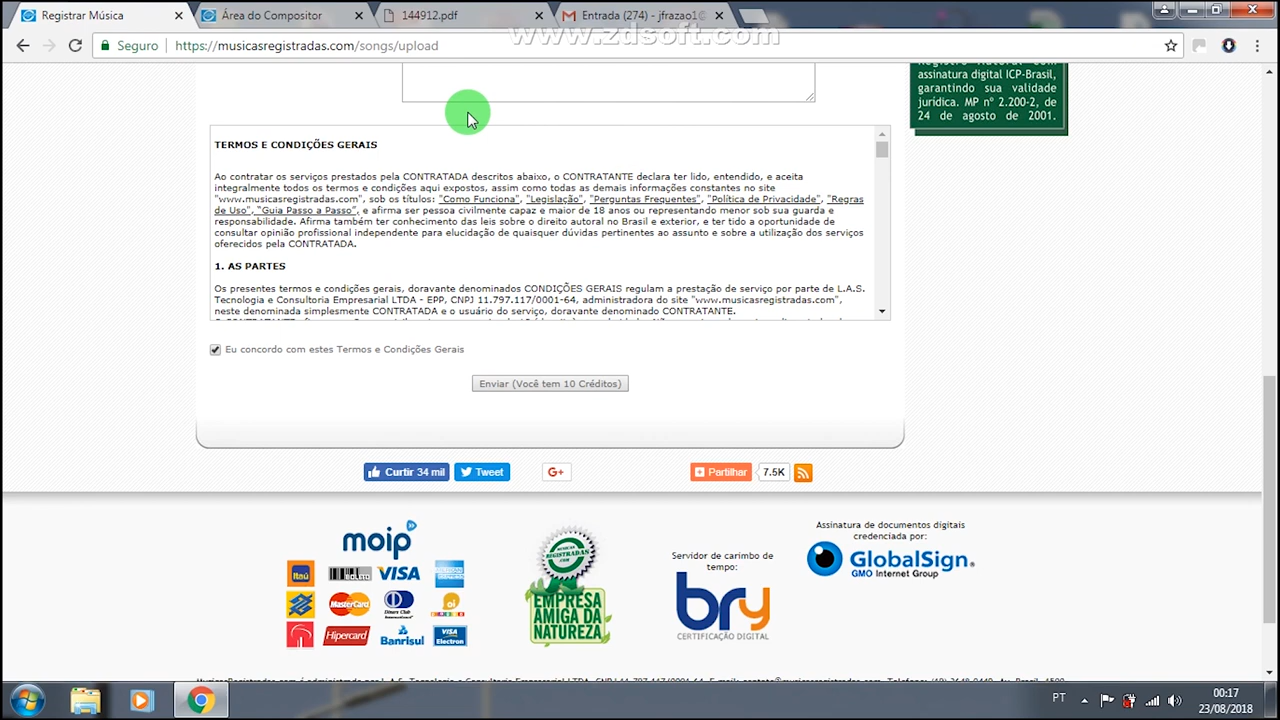 Registrar Música
Área do Compositor
144912.pdf
Entrada (274) - jfrazao1@
www.zdsoft.com
Seguro
https://musicasregistradas.com/songs/upload
assinatura digital ICP-Brasil,
garantindo sua validade
jurídica. MP nº 2.200-2, de
24 de agosto de 2001.
TERMOS E CONDIÇÕES GERAIS
Ao contratar os serviços prestados pela CONTRATADA descritos abaixo, o CONTRATANTE declara ter lido, entendido, e aceita
integralmente todos os termos e condições aqui expostos, assim como todas as demais informações constantes no site
"www.musicasregistradas.com", sob os títulos: "Como Funciona", "Legislação", "Perguntas Frequentes", "Política de Privacidade", "Regras
de Uso", "Guia Passo a Passo", e afirma ser pessoa civilmente capaz e maior de 18 anos ou representando menor sob sua guarda e
responsabilidade. Afirma também ter conhecimento das leis sobre o direito autoral no Brasil e exterior, e ter tido a oportunidade de
consultar opinião profissional independente para elucidação de quaisquer dúvidas pertinentes ao assunto e sobre a utilização dos serviços
oferecidos pela CONTRATADA.
1. AS PARTES
Os presentes termos e condições gerais, doravante denominados CONDIÇÕES GERAIS regulam a prestação de serviço por parte de L.A.S.
Tecnologia e Consultoria Empresarial LTDA - EPP, CNPJ 11.797.117/0001-64, administradora do site "www.musicasregistradas.com",
neste denominada simplesmente CONTRATADA e o usuário do serviço, doravante denominado CONTRATANTE.
Eu concordo com estes Termos e Condições Gerais
Enviar (Você tem 10 Créditos)
Curtir 34 mil
Tweet
G+
Partilhar
7.5K
moip
Itaú
BOLETO
VISA
MasterCard
Diners Club
oi
Hipercard
Banrisul
VISA
Electron
MUSICAS
REGISTRADAS
.COM
EMPRESA
AMIGA DA
NATUREZA
Servidor de carimbo de
tempo:
bry
CERTIFICAÇÃO DIGITAL
Assinatura de documentos digitais
credenciada por:
GlobalSign.
GMO Internet Group
PT
00:17
23/08/2018